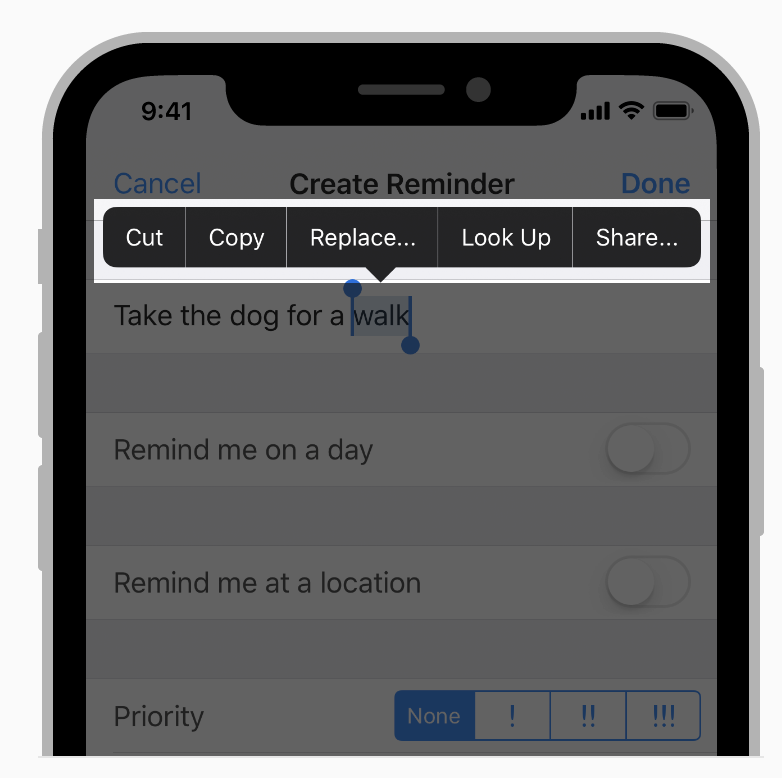 9:41
Cancel Create Reminder Done
Cut Copy Replace... Look Up Share...
Take the dog for a walk
Remind me on a day
Remind me at a location
Priority None ! !! !!!